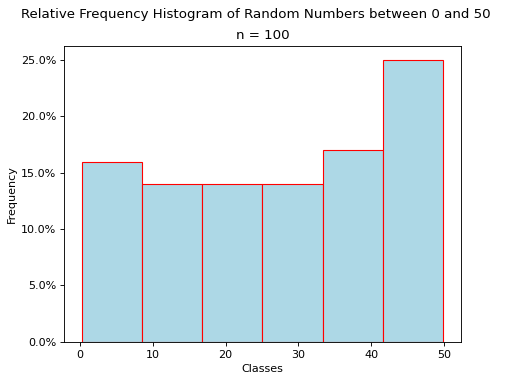 Relative Frequency Histogram of Random Numbers between 0 and 50
n = 100
25.0%
20.0%
15.0%
10.0%
5.0%
0.0%
Frequency
0 10 20 30 40 50
Classes